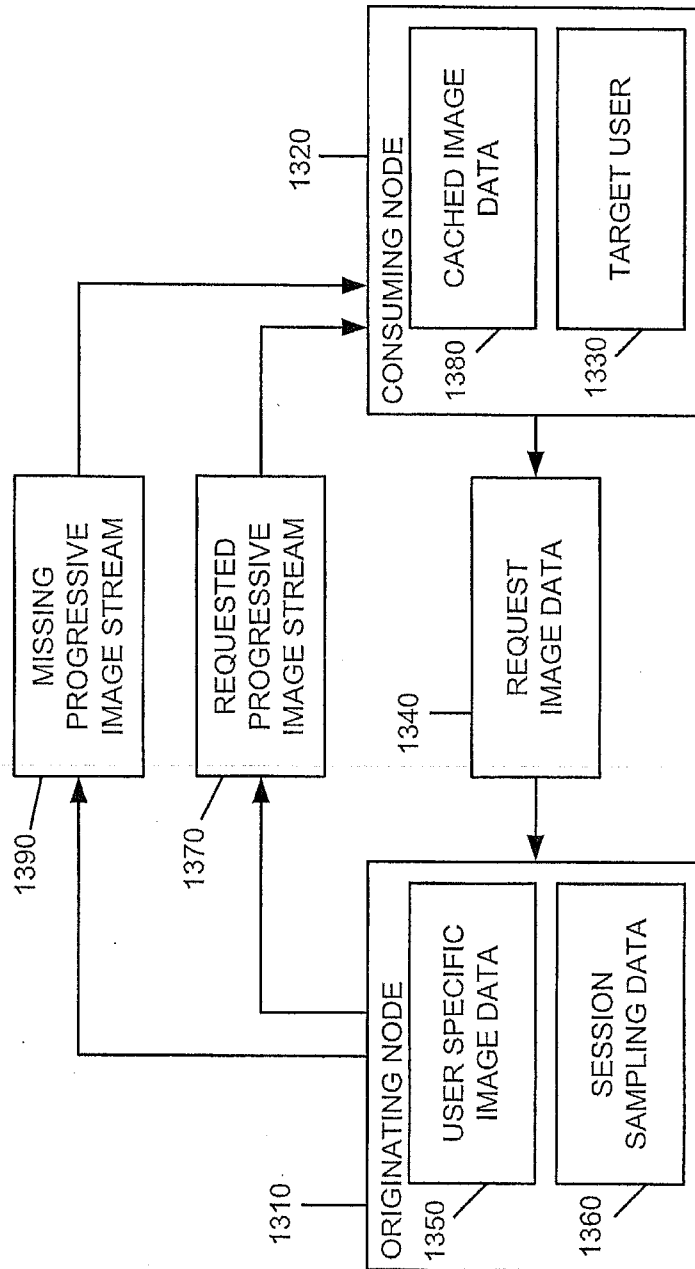 1390
MISSING
PROGRESSIVE
IMAGE STREAM
1370
REQUESTED
PROGRESSIVE
IMAGE STREAM
1310
ORIGINATING NODE
1350
USER SPECIFIC
IMAGE DATA
1360
SESSION
SAMPLING DATA
1340
REQUEST
IMAGE DATA
1320
CONSUMING NODE
1380
CACHED IMAGE
DATA
1330
TARGET USER